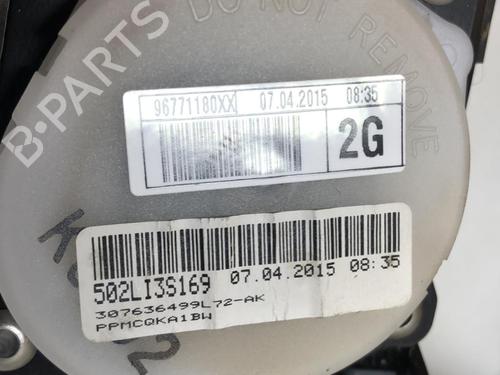 DO NOT REMOVE
96771180XX 07.04.2015 08:35
2G
502LI3S169 07.04.2015 08:35
307636499L72-AK
PPMCQKA1BW
B-PARTS